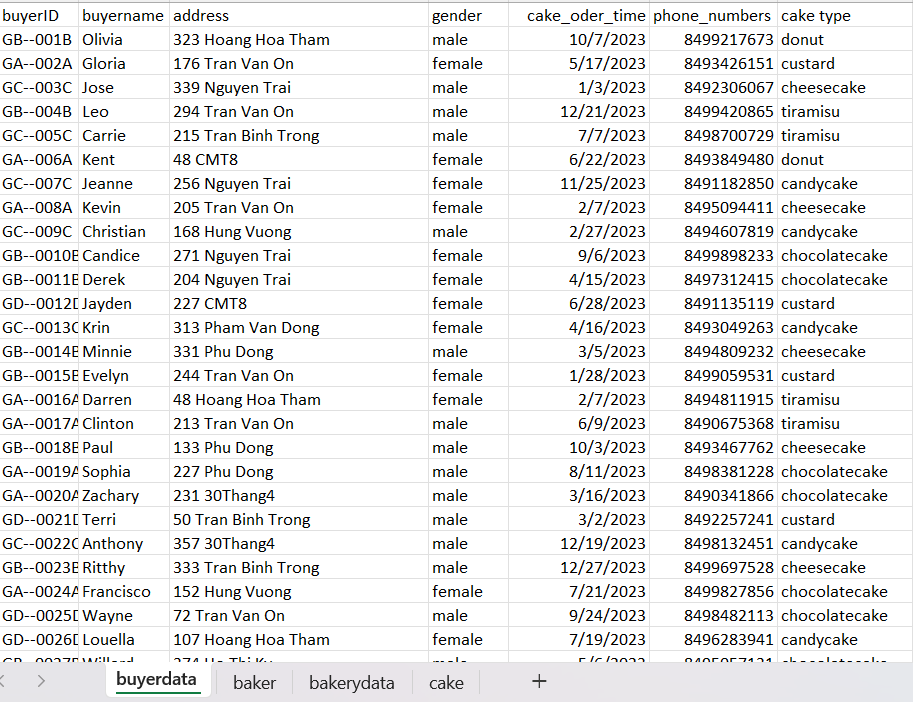 buyerID buyername address gender cake_oder_time phone_numbers cake type
GB--001B Olivia 323 Hoang Hoa Tham male 10/7/2023 8499217673 donut
GA--002A Gloria 176 Tran Van On female 5/17/2023 8493426151 custard
GC--003C Jose 339 Nguyen Trai male 1/3/2023 8492306067 cheesecake
GB--004B Leo 294 Tran Van On male 12/21/2023 8499420865 tiramisu
GC--005C Carrie 215 Tran Binh Trong male 7/7/2023 8498700729 tiramisu
GA--006A Kent 48 CMT8 female 6/22/2023 8493849480 donut
GC--007C Jeanne 256 Nguyen Trai female 11/25/2023 8491182850 candycake
GA--008A Kevin 205 Tran Van On female 2/7/2023 8495094411 cheesecake
GC--009C Christian 168 Hung Vuong male 2/27/2023 8494607819 candycake
GB--0010B Candice 271 Nguyen Trai female 9/6/2023 8499898233 chocolatecake
GB--0011B Derek 204 Nguyen Trai female 4/15/2023 8497312415 chocolatecake
GD--0012D Jayden 227 CMT8 female 6/28/2023 8491135119 custard
GC--0013C Krin 313 Pham Van Dong female 4/16/2023 8493049263 candycake
GB--0014B Minnie 331 Phu Dong male 3/5/2023 8494809232 cheesecake
GB--0015B Evelyn 244 Tran Van On female 1/28/2023 8499059531 custard
GA--0016A Darren 48 Hoang Hoa Tham female 2/7/2023 8494811915 tiramisu
GA--0017A Clinton 213 Tran Van On male 6/9/2023 8490675368 tiramisu
GB--0018B Paul 133 Phu Dong male 10/3/2023 8493467762 cheesecake
GA--0019A Sophia 227 Phu Dong male 8/11/2023 8498381228 chocolatecake
GA--0020A Zachary 231 30Thang4 male 3/16/2023 8490341866 chocolatecake
GD--0021D Terri 50 Tran Binh Trong male 3/2/2023 8492257241 custard
GC--0022C Anthony 357 30Thang4 male 12/19/2023 8498132451 candycake
GB--0023B Ritthy 333 Tran Binh Trong male 12/27/2023 8499697528 cheesecake
GA--0024A Francisco 152 Hung Vuong female 7/21/2023 8499827856 chocolatecake
GD--0025D Wayne 72 Tran Van On male 9/24/2023 8498482113 chocolatecake
GD--0026D Louella 107 Hoang Hoa Tham female 7/19/2023 8496283941 candycake
buyerdata baker bakerydata cake